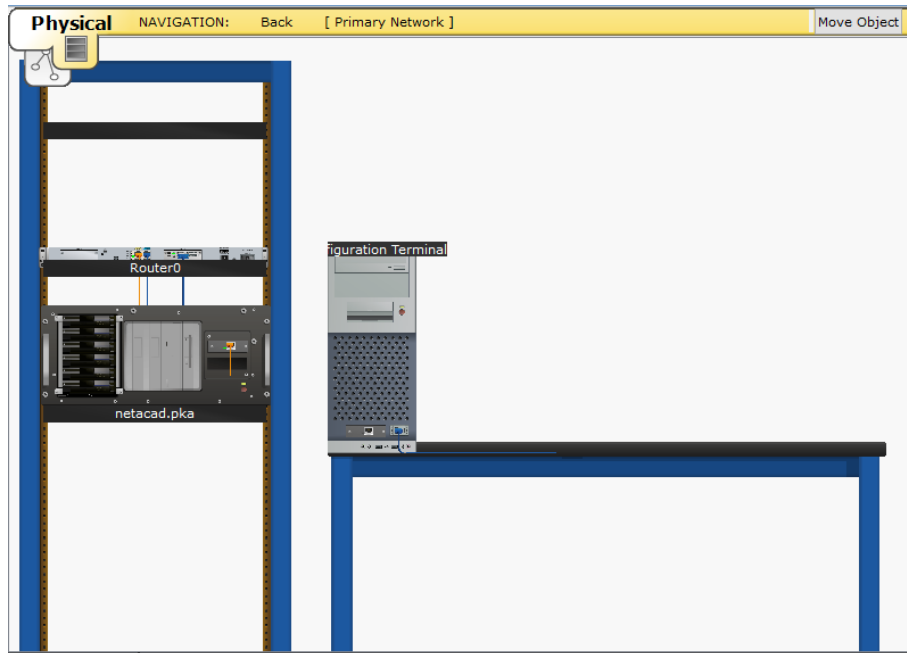 Physical NAVIGATION: Back [ Primary Network ] Move Object
Router0
figuration Terminal
netacad.pka